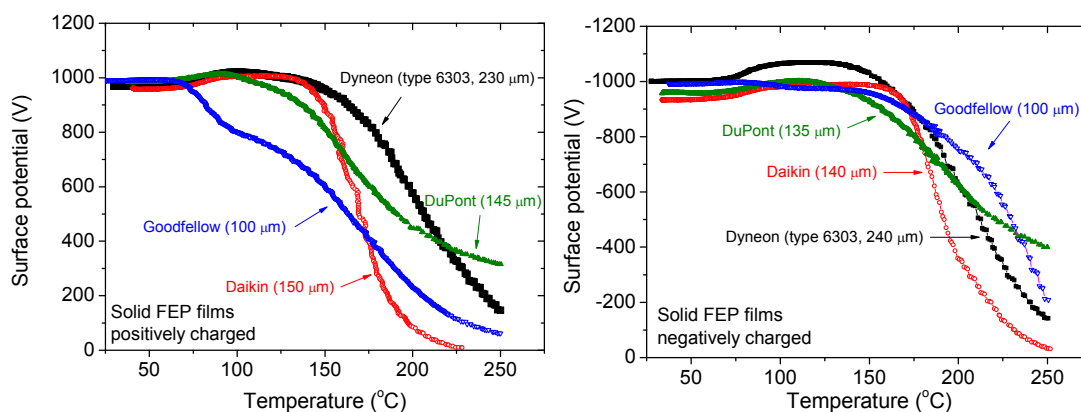 1200
1000
800
600
400
200
0
Surface potential (V)
50
100
150
200
250
Temperature (°C)
Dyneon (type 6303, 230 μm)
DuPont (145 μm)
Goodfellow (100 μm)
Daikin (150 μm)
Solid FEP films
positively charged
-1200
-1000
-800
-600
-400
-200
0
Surface potential (V)
50
100
150
200
250
Temperature (°C)
Goodfellow (100 μm)
DuPont (135 μm)
Daikin (140 μm)
Dyneon (type 6303, 240 μm)
Solid FEP films
negatively charged